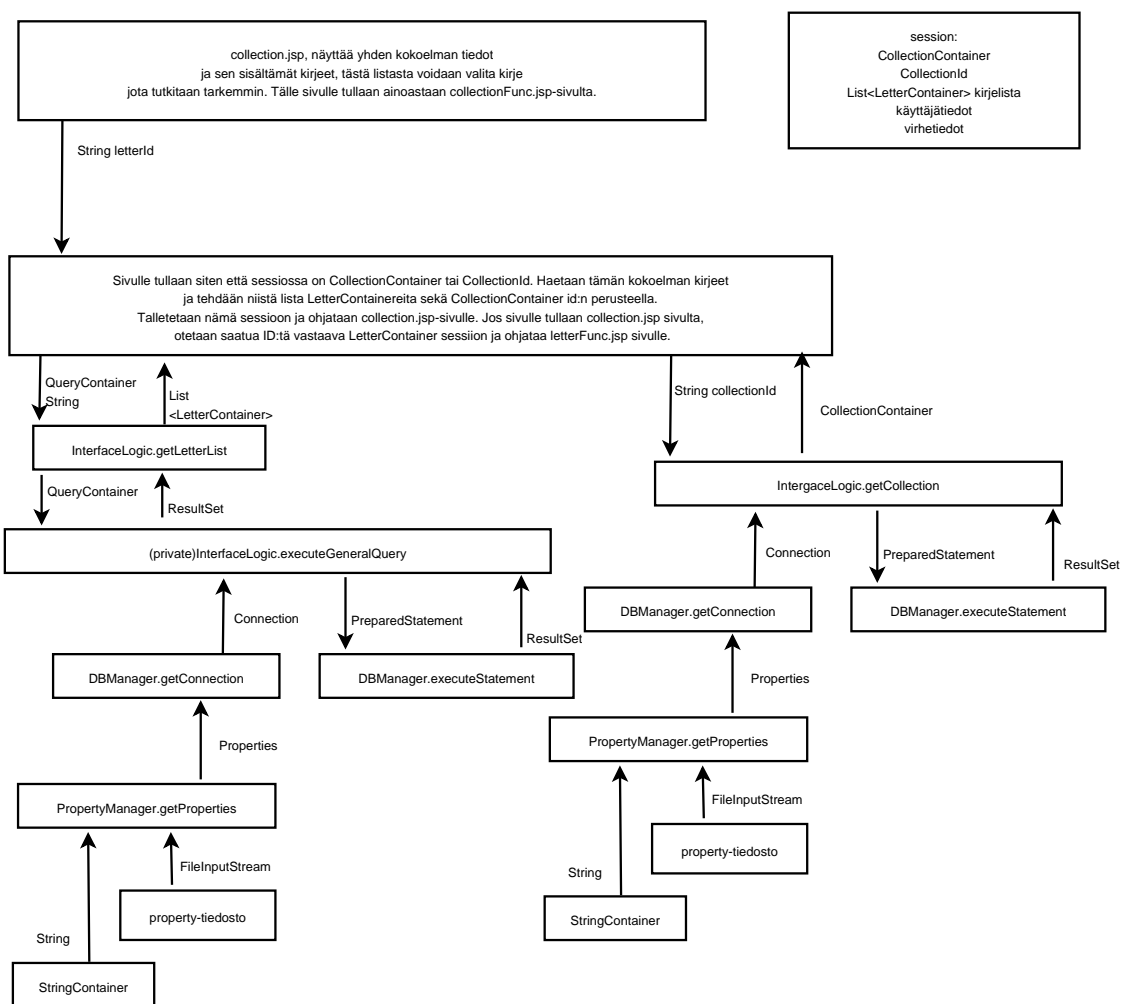 collection.jsp, näyttää yhden kokoelman tiedot
ja sen sisältämät kirjeet, tästä listasta voidaan valita kirje
jota tutkitaan tarkemmin. Tälle sivulle tullaan ainoastaan collectionFunc.jsp-sivulta.
session:
CollectionContainer
CollectionId
List<LetterContainer> kirjelista
käyttäjätiedot
virhetiedot
String letterId
Sivulle tullaan siten että sessiossa on CollectionContainer tai CollectionId. Haetaan tämän kokoelman kirjeet
ja tehdään niistä lista LetterContainereita sekä CollectionContainer id:n perusteella.
Talletetaan nämä sessioon ja ohjataan collection.jsp-sivulle. Jos sivulle tullaan collection.jsp sivulta,
otetaan saatua ID:tä vastaava LetterContainer sessiion ja ohjataa letterFunc.jsp sivulle.
QueryContainer
String
List
<LetterContainer>
String collectionId
CollectionContainer
InterfaceLogic.getLetterList
IntergaceLogic.getCollection
QueryContainer
ResultSet
(private)InterfaceLogic.executeGeneralQuery
Connection
PreparedStatement
ResultSet
Connection
PreparedStatement
ResultSet
DBManager.getConnection
DBManager.executeStatement
DBManager.getConnection
DBManager.executeStatement
Properties
Properties
PropertyManager.getProperties
PropertyManager.getProperties
FileInputStream
property-tiedosto
String
StringContainer
FileInputStream
property-tiedosto
String
StringContainer